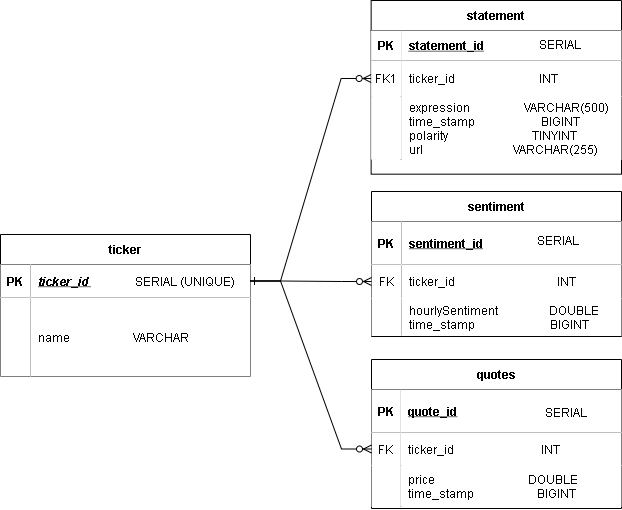 statement
PK statement_id SERIAL
FK1 ticker_id INT
expression VARCHAR(500)
time_stamp BIGINT
polarity TINYINT
url VARCHAR(255)
sentiment
PK sentiment_id SERIAL
FK ticker_id INT
hourlySentiment DOUBLE
time_stamp BIGINT
ticker
PK ticker_id SERIAL (UNIQUE)
name VARCHAR
quotes
PK quote_id SERIAL
FK ticker_id INT
price DOUBLE
time_stamp BIGINT